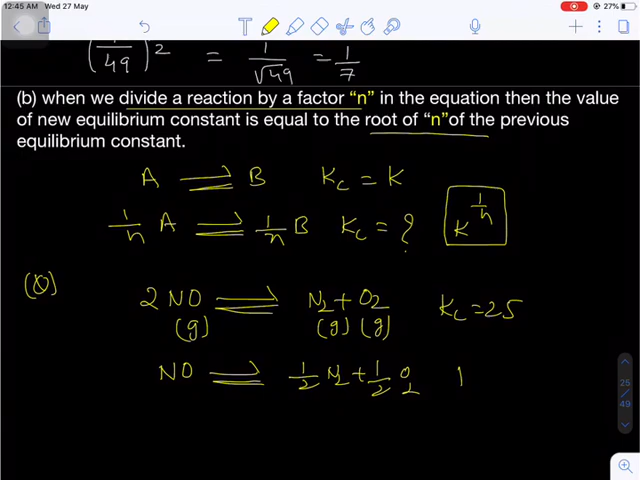 12:45 AM Wed 27 May
27%
(1/49)^2 = 1/√49 = 1/7
(b) when we divide a reaction by a factor "n" in the equation then the value
of new equilibrium constant is equal to the root of "n"of the previous
equilibrium constant.
A ⇌ B Kc = K
1/n A ⇌ 1/n B Kc = ? K^(1/n)
(Q)
2 NO ⇌ N2 + O2 Kc = 25
(g) (g) (g)
NO ⇌ 1/2 N2 + 1/2 O2
25
49